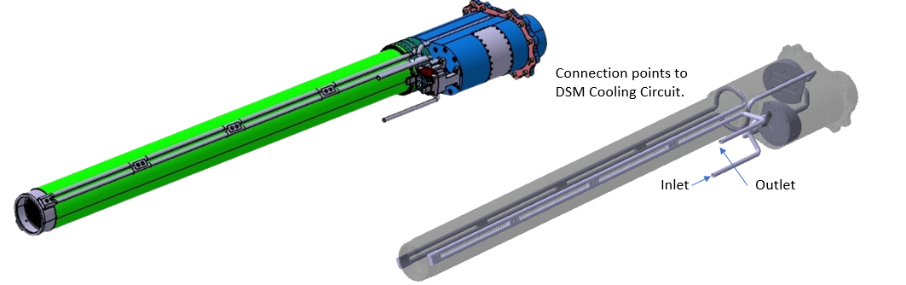 Connection points to
DSM Cooling Circuit.
Inlet
Outlet